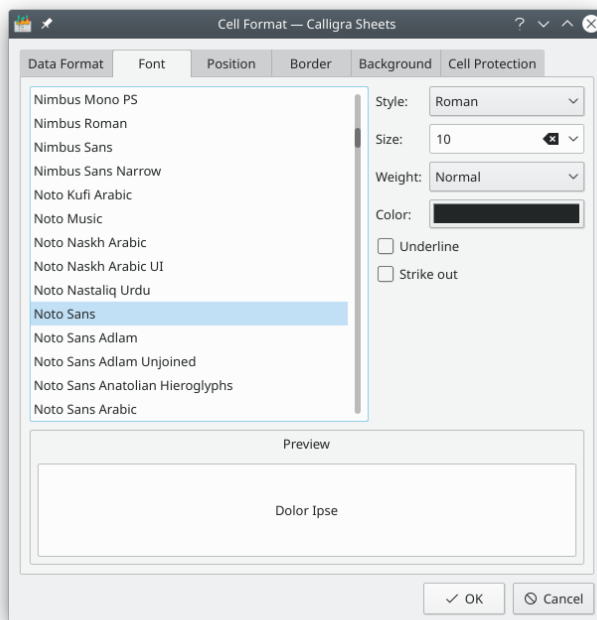 Cell Format — Calligra Sheets
Data Format Font Position Border Background Cell Protection
Nimbus Mono PS
Nimbus Roman
Nimbus Sans
Nimbus Sans Narrow
Noto Kufi Arabic
Noto Music
Noto Naskh Arabic
Noto Naskh Arabic UI
Noto Nastaliq Urdu
Noto Sans
Noto Sans Adlam
Noto Sans Adlam Unjoined
Noto Sans Anatolian Hieroglyphs
Noto Sans Arabic
Style: Roman
Size: 10
Weight: Normal
Color:
Underline
Strike out
Preview
Dolor Ipse
OK Cancel